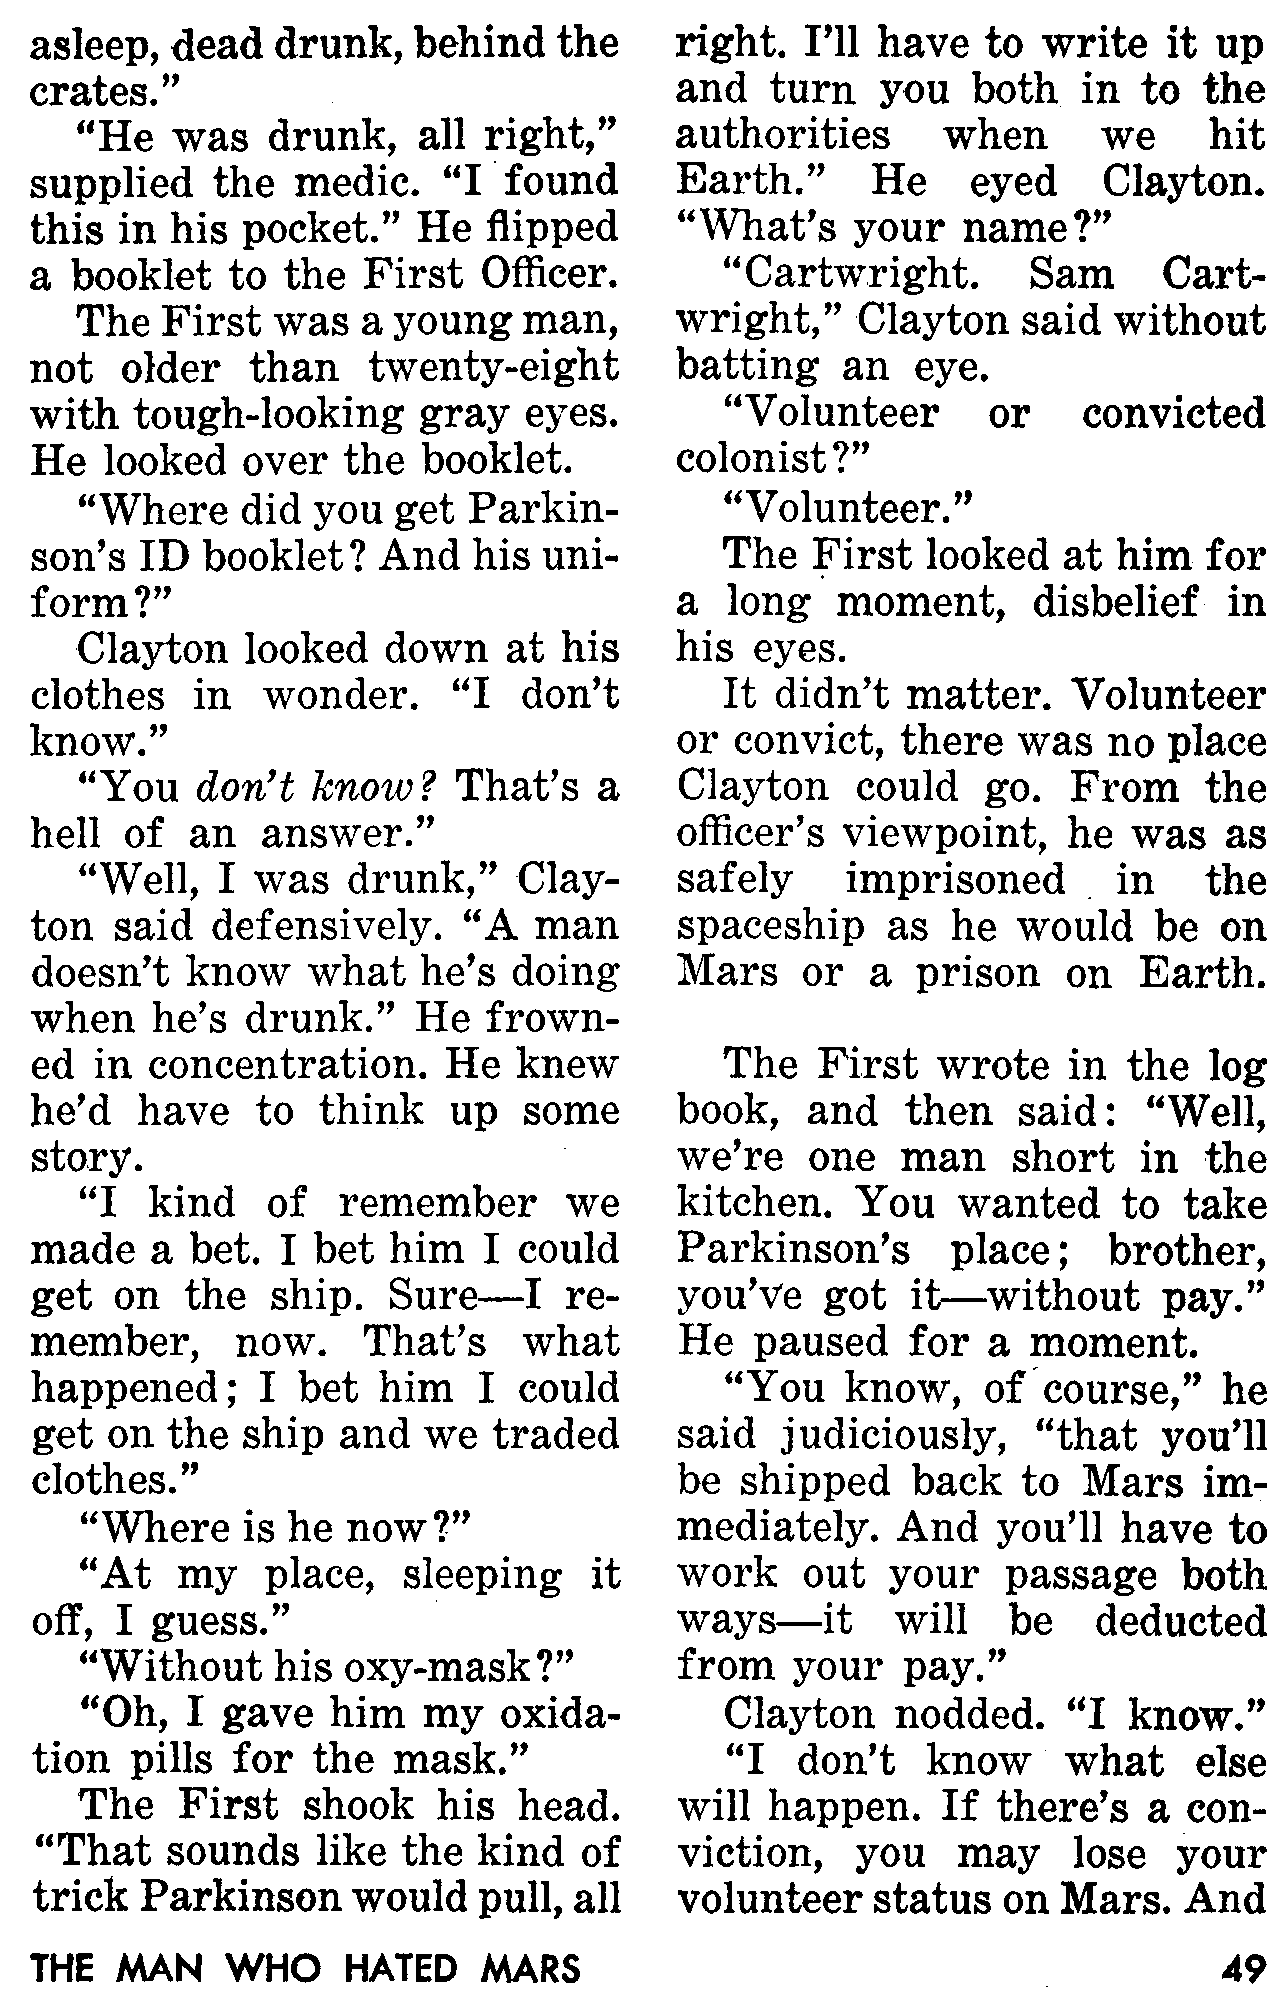 asleep, dead drunk, behind the
crates.”
“He was drunk, all right,”
supplied the medic. “I found
this in his pocket.” He flipped
a booklet to the First Officer.
The First was a young man,
not older than twenty-eight
with tough-looking gray eyes.
He looked over the booklet.
“Where did you get Parkin-
son’s ID booklet? And his uni-
form?”
Clayton looked down at his
clothes in wonder. “I don’t
know.”
“You don’t know? That’s a
hell of an answer.”
“Well, I was drunk,” Clay-
ton said defensively. “A man
doesn’t know what he’s doing
when he’s drunk.” He frown-
ed in concentration. He knew
he’d have to think up some
story.
“I kind of remember we
made a bet. I bet him I could
get on the ship. Sure—I re-
member, now. That’s what
happened; I bet him I could
get on the ship and we traded
clothes.”
“Where is he now?”
“At my place, sleeping it
off, I guess.”
“Without his oxy-mask?”
“Oh, I gave him my oxida-
tion pills for the mask.”
The First shook his head.
“That sounds like the kind of
trick Parkinson would pull, all
right. I’ll have to write it up
and turn you both in to the
authorities when we hit
Earth.” He eyed Clayton.
“What’s your name?”
“Cartwright. Sam Cart-
wright,” Clayton said without
batting an eye.
“Volunteer or convicted
colonist?”
“Volunteer.”
The First looked at him for
a long moment, disbelief in
his eyes.
It didn’t matter. Volunteer
or convict, there was no place
Clayton could go. From the
officer’s viewpoint, he was as
safely imprisoned in the
spaceship as he would be on
Mars or a prison on Earth.
The First wrote in the log
book, and then said: “Well,
we’re one man short in the
kitchen. You wanted to take
Parkinson’s place; brother,
you’ve got it—without pay.”
He paused for a moment.
“You know, of course,” he
said judiciously, “that you’ll
be shipped back to Mars im-
mediately. And you’ll have to
work out your passage both
ways—it will be deducted
from your pay.”
Clayton nodded. “I know.”
“I don’t know what else
will happen. If there’s a con-
viction, you may lose your
volunteer status on Mars. And
THE MAN WHO HATED MARS
49